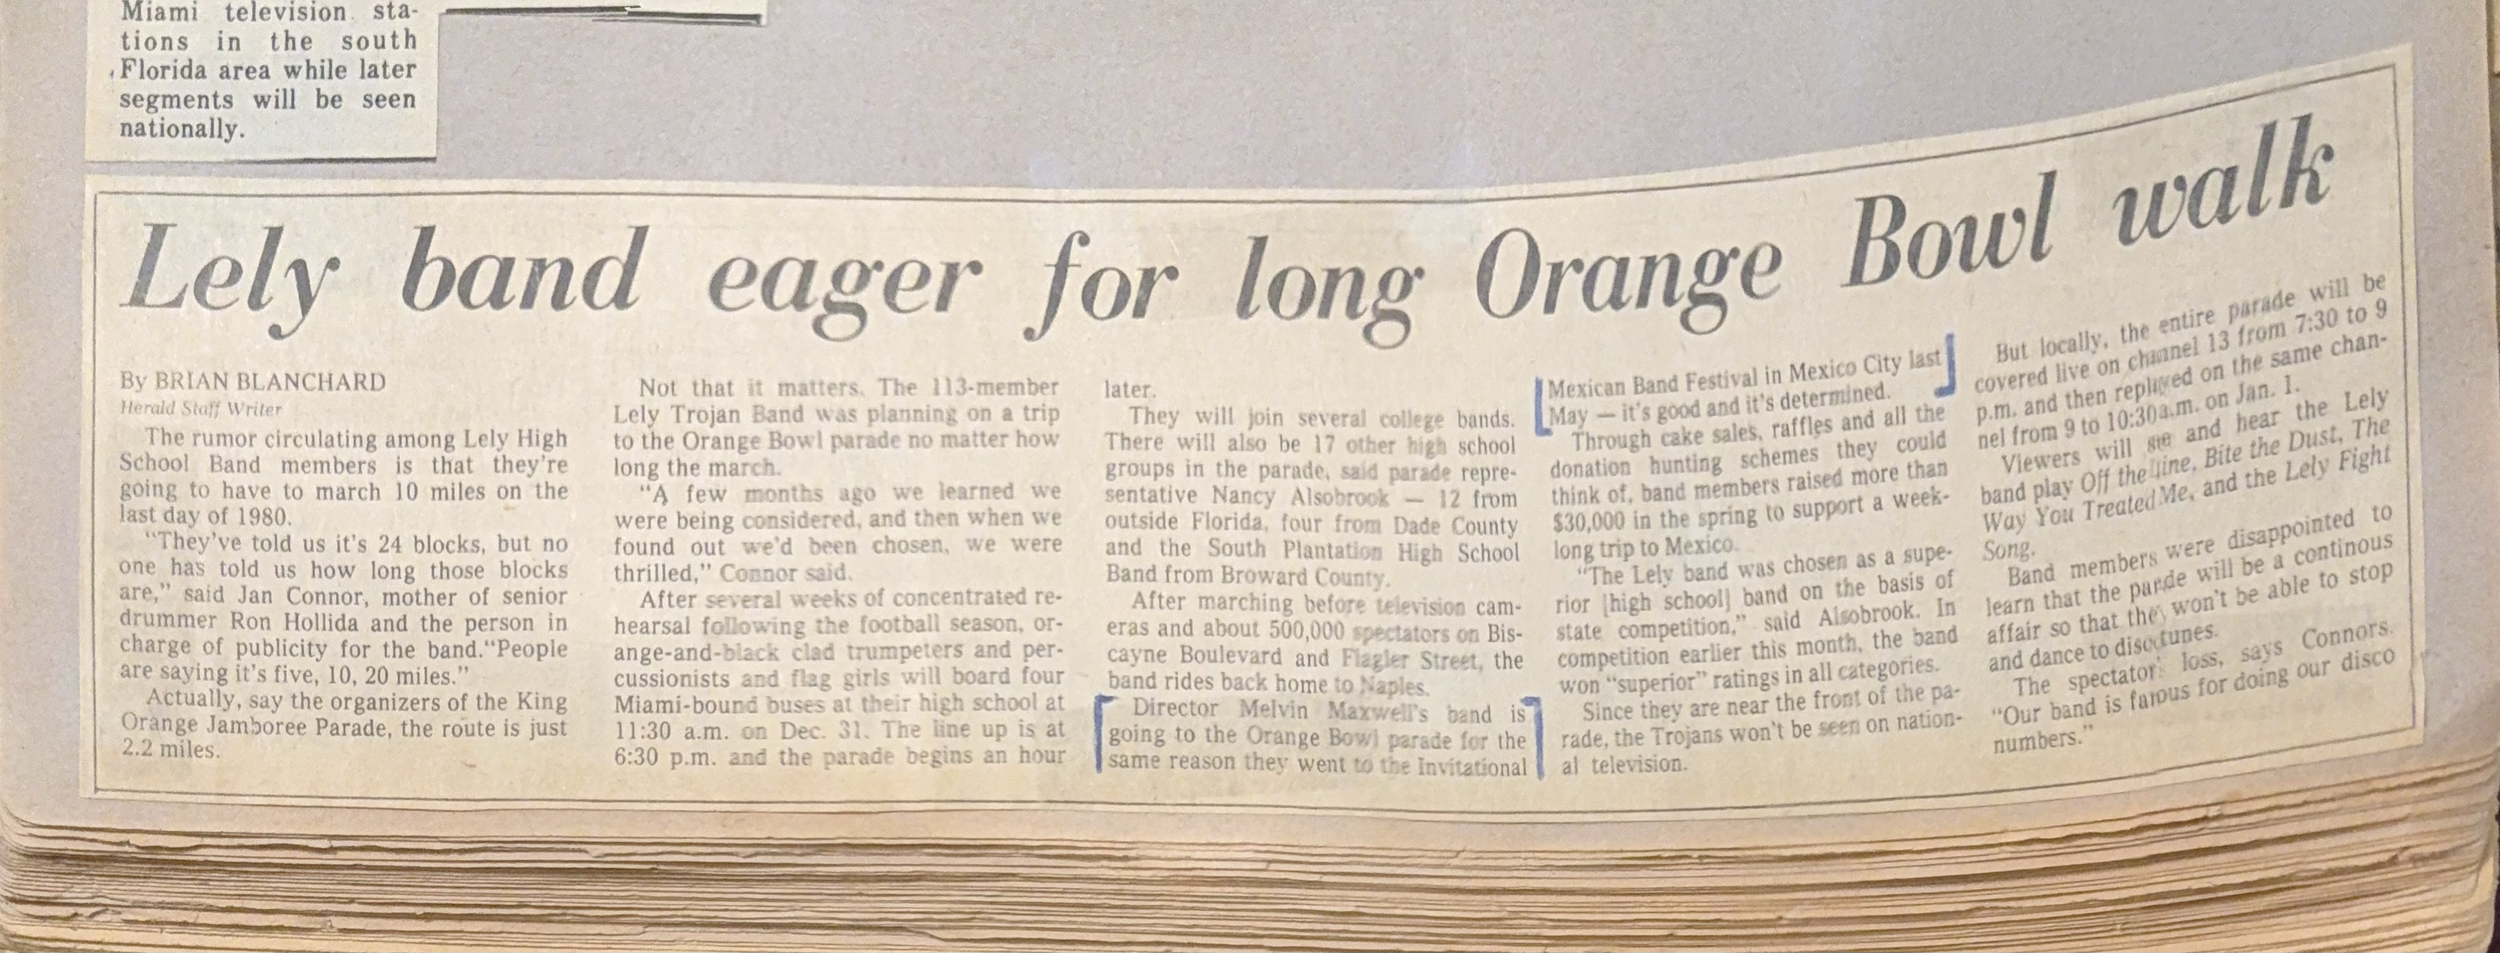 Miami television sta-
tions in the south
Florida area while later
segments will be seen
nationally.
Lely band eager for long Orange Bowl walk
By BRIAN BLANCHARD
Herald Staff Writer
The rumor circulating among Lely High
School Band members is that they're
going to have to march 10 miles on the
last day of 1980.
"They've told us it's 24 blocks, but no
one has told us how long those blocks
are," said Jan Connor, mother of senior
drummer Ron Hollida and the person in
charge of publicity for the band."People
are saying it's five, 10, 20 miles."
Actually, say the organizers of the King
Orange Jamboree Parade, the route is just
2.2 miles.
Not that it matters. The 113-member
Lely Trojan Band was planning on a trip
to the Orange Bowl parade no matter how
long the march.
"A few months ago we learned we
were being considered, and then when we
found out we'd been chosen, we were
thrilled," Connor said.
After several weeks of concentrated re-
hearsal following the football season, or-
ange-and-black clad trumpeters and per-
cussionists and flag girls will board four
Miami-bound buses at their high school at
11:30 a.m. on Dec. 31. The line up is at
6:30 p.m. and the parade begins an hour
later.
They will join several college bands.
There will also be 17 other high school
groups in the parade, said parade repre-
sentative Nancy Alsobrook — 12 from
outside Florida, four from Dade County
and the South Plantation High School
Band from Broward County.
After marching before television cam-
eras and about 500,000 spectators on Bis-
cayne Boulevard and Flagler Street, the
band rides back home to Naples.
Director Melvin Maxwell's band is
going to the Orange Bowl parade for the
same reason they went to the Invitational
Mexican Band Festival in Mexico City last
May — it's good and it's determined.
Through cake sales, raffles and all the
donation hunting schemes they could
think of, band members raised more than
$30,000 in the spring to support a week-
long trip to Mexico.
"The Lely band was chosen as a supe-
rior [high school] band on the basis of
state competition," said Alsobrook. In
competition earlier this month, the band
won "superior" ratings in all categories.
Since they are near the front of the pa-
rade, the Trojans won't be seen on nation-
al television.
But locally, the entire parade will be
covered live on channel 13 from 7:30 to 9
p.m. and then replayed on the same chan-
nel from 9 to 10:30a.m. on Jan. 1.
Viewers will see and hear the Lely
band play Off the Line, Bite the Dust, The
Way You Treated Me, and the Lely Fight
Song.
Band members were disappointed to
learn that the parade will be a continous
affair so that they won't be able to stop
and dance to disco tunes.
The spectators' loss, says Connors.
"Our band is famous for doing our disco
numbers."